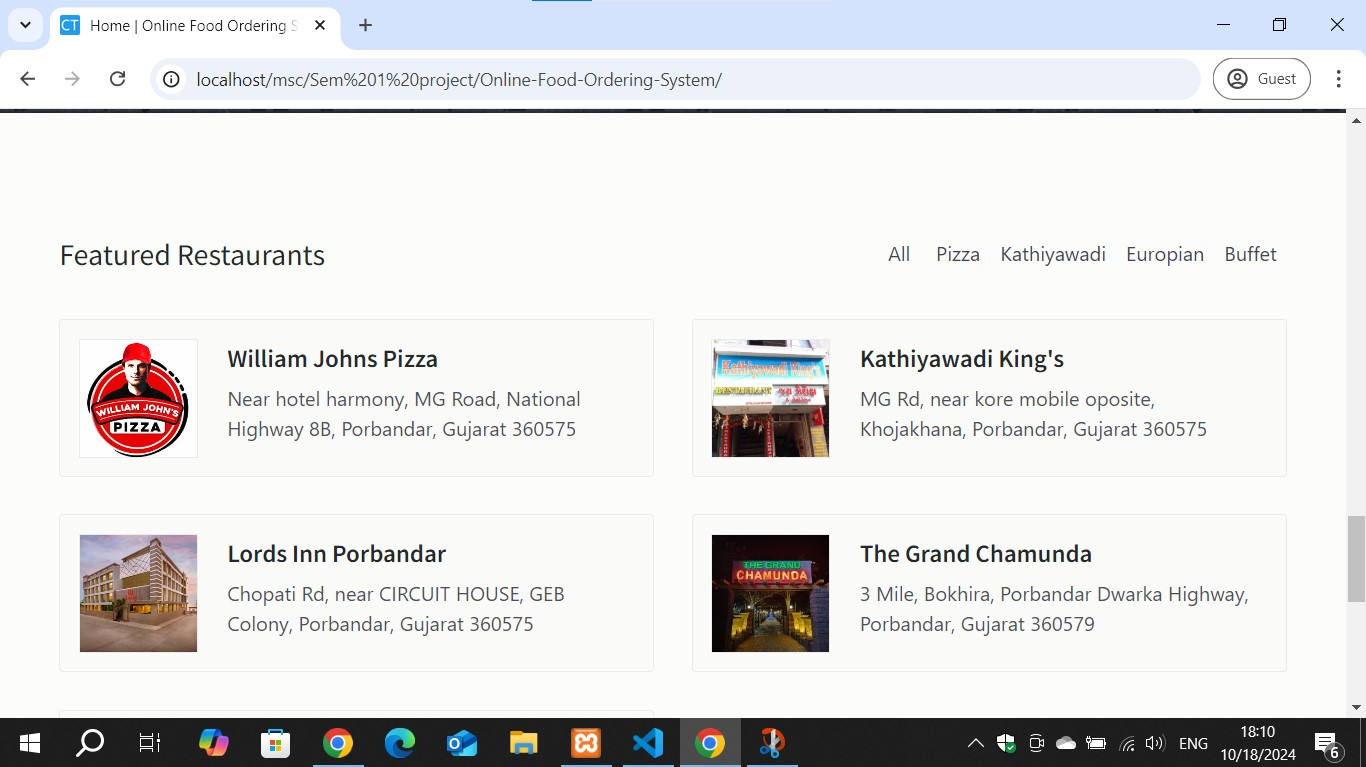 CT Home | Online Food Ordering S
localhost/msc/Sem%201%20project/Online-Food-Ordering-System/
Guest
Featured Restaurants
All Pizza Kathiyawadi Europian Buffet
WILLIAM JOHN'S
PIZZA
William Johns Pizza
Near hotel harmony, MG Road, National
Highway 8B, Porbandar, Gujarat 360575
Kathiyawadi King's
RESTAURANT
Kathiyawadi King's
MG Rd, near kore mobile oposite,
Khojakhana, Porbandar, Gujarat 360575
Lords Inn Porbandar
Chopati Rd, near CIRCUIT HOUSE, GEB
Colony, Porbandar, Gujarat 360575
THE GRAND
CHAMUNDA
The Grand Chamunda
3 Mile, Bokhira, Porbandar Dwarka Highway,
Porbandar, Gujarat 360579
ENG
18:10
10/18/2024
6